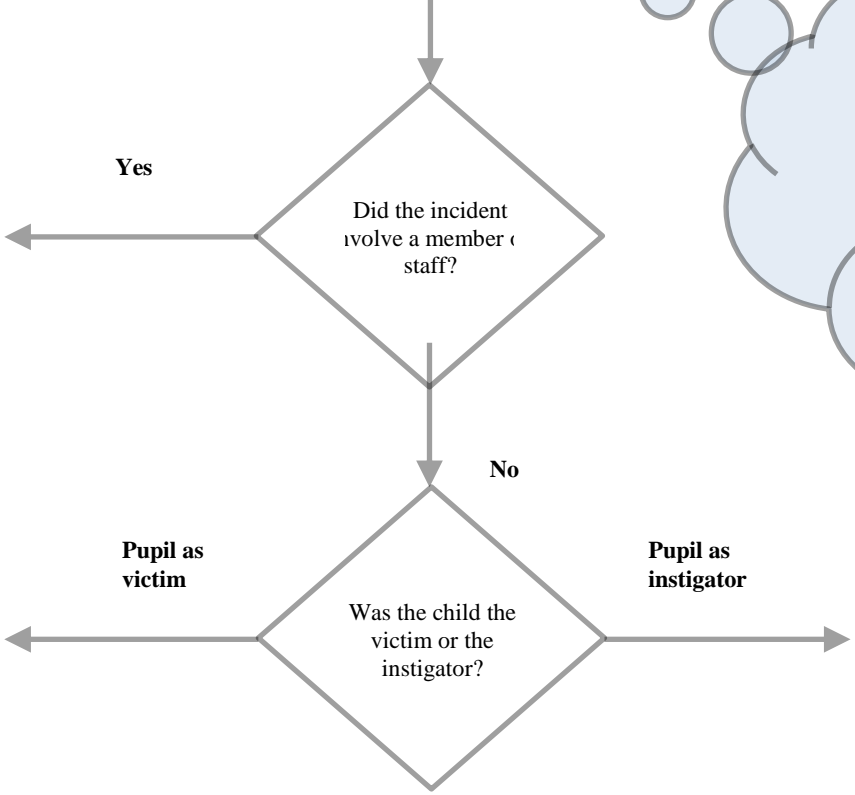 Yes
Did the incident
nvolve a member o
staff?
No
Pupil as
victim
Pupil as
instigator
Was the child the
victim or the
instigator?